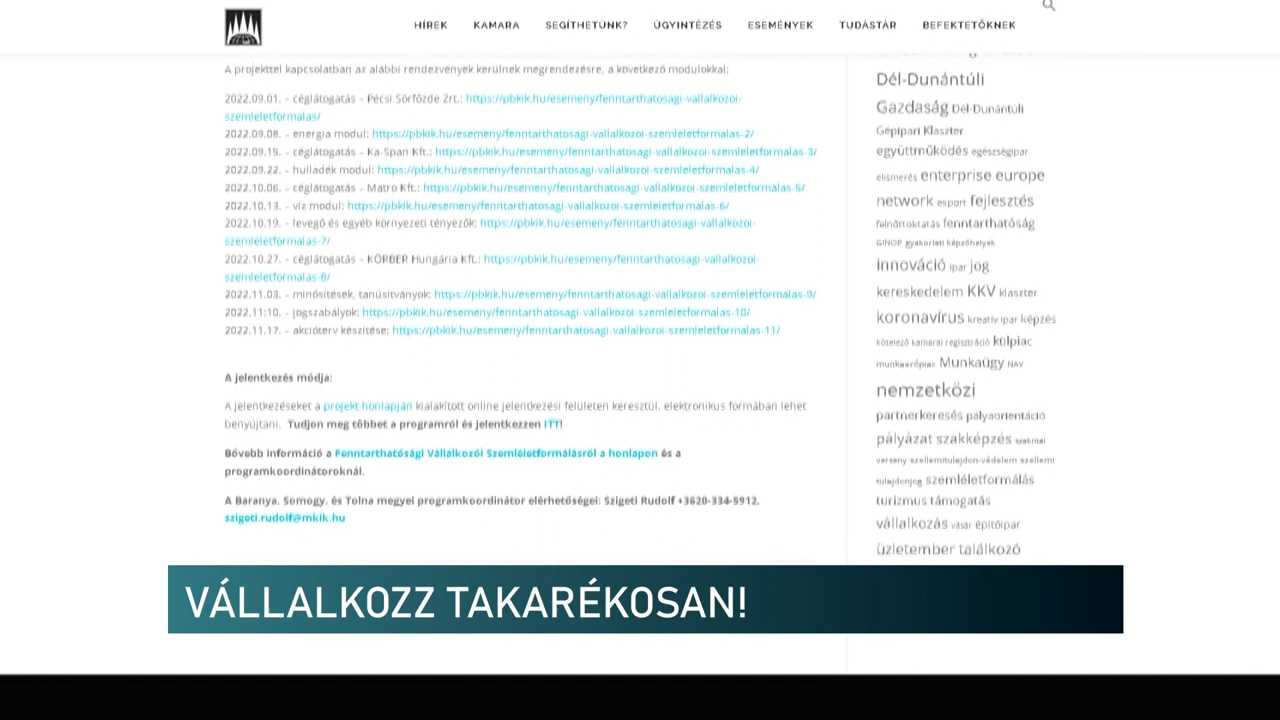 HÍREK KAMARA SEGÍTHETÜNK? ÜGYINTÉZÉS ESEMÉNYEK TUDÁSTÁR BEFEKTETŐKNEK
A projekttel kapcsolatban az alábbi rendezvények kerülnek megrendezésre, a következő modulokkal:
2022.09.01. - céglátogatás - Pécsi Sörfőzde Zrt.: https://pbkik.hu/esemeny/fenntarthatosagi-vallalkozoi-
szemleletformalas/
2022.09.08. - energia modul: https://pbkik.hu/esemeny/fenntarthatosagi-vallalkozoi-szemleletformalas-2/
2022.09.15. - céglátogatás - Ka-Span Kft.: https://pbkik.hu/esemeny/fenntarthatosagi-vallalkozoi-szemleletformalas-3/
2022.09.22. - hulladék modul: https://pbkik.hu/esemeny/fenntarthatosagi-vallalkozoi-szemleletformalas-4/
2022.10.06. - céglátogatás - Matro Kft.: https://pbkik.hu/esemeny/fenntarthatosagi-vallalkozoi-szemleletformalas-5/
2022.10.13. - víz modul: https://pbkik.hu/esemeny/fenntarthatosagi-vallalkozoi-szemleletformalas-6/
2022.10.19. - levegő és egyéb környezeti tényezők: https://pbkik.hu/esemeny/fenntarthatosagi-vallalkozoi-
szemleletformalas-7/
2022.10.27. - céglátogatás - KÖRBER Hungária Kft.: https://pbkik.hu/esemeny/fenntarthatosagi-vallalkozoi-
szemleletformalas-8/
2022.11.03. - minősítések, tanúsítványok: https://pbkik.hu/esemeny/fenntarthatosagi-vallalkozoi-szemleletformalas-9/
2022.11:10. - jogszabályok: https://pbkik.hu/esemeny/fenntarthatosagi-vallalkozoi-szemleletformalas-10/
2022.11.17. - akcióterv készítése: https://pbkik.hu/esemeny/fenntarthatosagi-vallalkozoi-szemleletformalas-11/
A jelentkezés módja:
A jelentkezéseket a projekt honlapján kialakított online jelentkezési felületen keresztül, elektronikus formában lehet
benyújtani. Tudjon meg többet a programról és jelentkezzen ITT!
Bővebb információ a Fenntarthatósági Vállalkozói Szemléletformálásról a honlapon és a
programkoordinátoroknál.
A Baranya, Somogy, és Tolna megyei programkoordinátor elérhetőségei: Szigeti Rudolf +3620-334-5912,
szigeti.rudolf@mkik.hu
Dél-Dunántúli
Gazdaság Dél-Dunántúli
Gépipari Klaszter
együttműködés egészségipar
elismerés enterprise europe
network export fejlesztés
felnőttoktatás fenntarthatóság
GINOP gyakorlati képzőhelyek
innováció ipar jog
kereskedelem KKV klaszter
koronavírus kreatív ipar képzés
kötelező kamarai regisztráció külpiac
munkaerőpiac Munkaügy NAV
nemzetközi
partnerkeresés pályaorientáció
pályázat szakképzés szakmai
verseny szellemitulajdon-védelem szellemi
tulajdonjog szemléletformálás
turizmus támogatás
vállalkozás vásár építőipar
üzletember találkozó
VÁLLALKOZZ TAKARÉKOSAN!